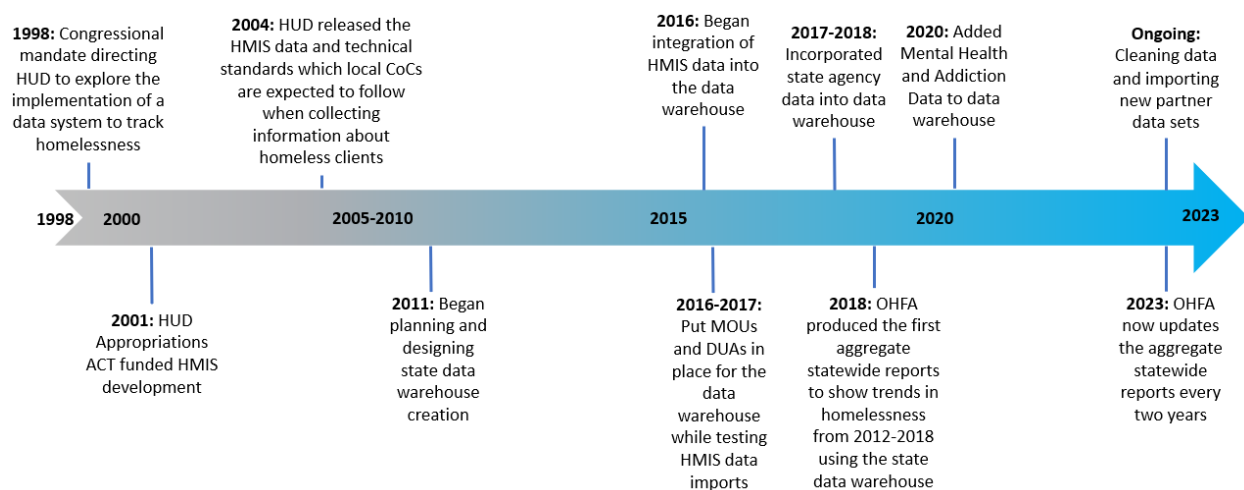 1998: Congressional
mandate directing
HUD to explore the
implementation of a
data system to track
homelessness
2004: HUD released the
HMIS data and technical
standards which local CoCs
are expected to follow
when collecting
information about
homeless clients
2016: Began
integration of
HMIS data into
the data
warehouse
2017-2018:
Incorporated
state agency
data into data
warehouse
2020: Added
Mental Health
and Addiction
Data to data
warehouse
Ongoing:
Cleaning data
and importing
new partner
data sets
1998 2000 2005-2010 2015 2020 2023
2001: HUD
Appropriations
ACT funded HMIS
development
2011: Began
planning and
designing
state data
warehouse
creation
2016-2017:
Put MOUs
and DUAs in
place for the
data
warehouse
while testing
HMIS data
imports
2018: OHFA
produced the first
aggregate
statewide reports
to show trends in
homelessness
from 2012-2018
using the state
data warehouse
2023: OHFA
now updates
the aggregate
statewide
reports every
two years